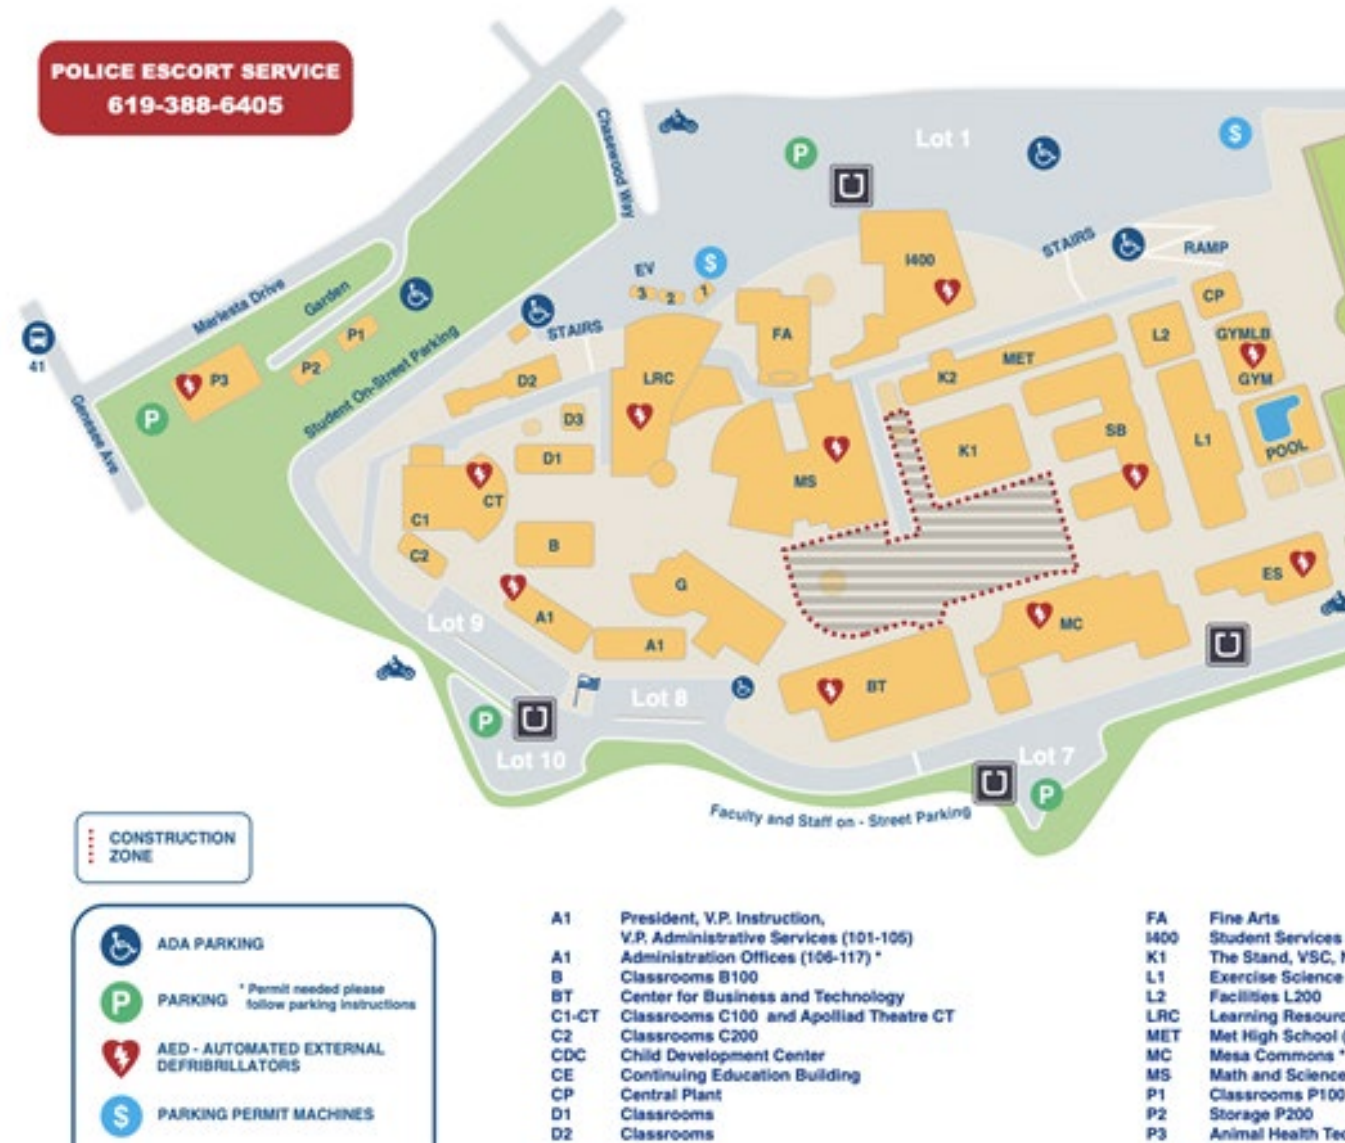 POLICE ESCORT SERVICE
619-388-6405
Chasewood Way
Lot 1
P
$
STAIRS
RAMP
I400
EV
3
2
1
$
CP
Mariesta Drive
Garden
STAIRS
FA
L2
GYMLB
41
P1
P2
P3
Student On-Street Parking
D2
LRC
K2
MET
GYM
P
Genesee Ave
D3
D1
MS
K1
SB
L1
POOL
CT
C1
C2
B
G
ES
Lot 9
A1
A1
MC
BT
Lot 8
P
Lot 10
Lot 7
P
Faculty and Staff on - Street Parking
CONSTRUCTION
ZONE
ADA PARKING
P PARKING * Permit needed please
follow parking instructions
AED - AUTOMATED EXTERNAL
DEFRIBRILLATORS
$ PARKING PERMIT MACHINES
A1 President, V.P. Instruction,
V.P. Administrative Services (101-105)
A1 Administration Offices (106-117) *
B Classrooms B100
BT Center for Business and Technology
C1-CT Classrooms C100 and Apolliad Theatre CT
C2 Classrooms C200
CDC Child Development Center
CE Continuing Education Building
CP Central Plant
D1 Classrooms
D2 Classrooms
FA Fine Arts
I400 Student Services
K1 The Stand, VSC,
L1 Exercise Science
L2 Facilities L200
LRC Learning
MET Met High School (
MC Mesa Commons *
MS Math and Science
P1 Classrooms P100
P2 Storage P200
P3 Animal Health